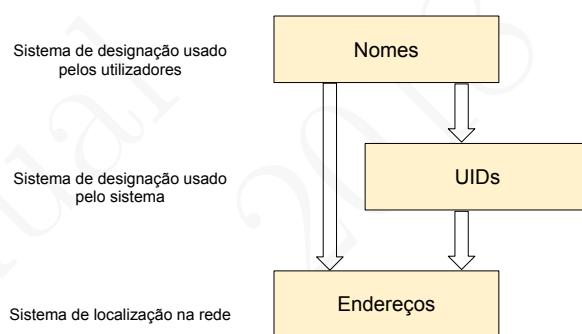 Sistema de designação usado
pelos utilizadores
Nomes
Sistema de designação usado
pelo sistema
UIDs
Sistema de localização na rede
Endereços